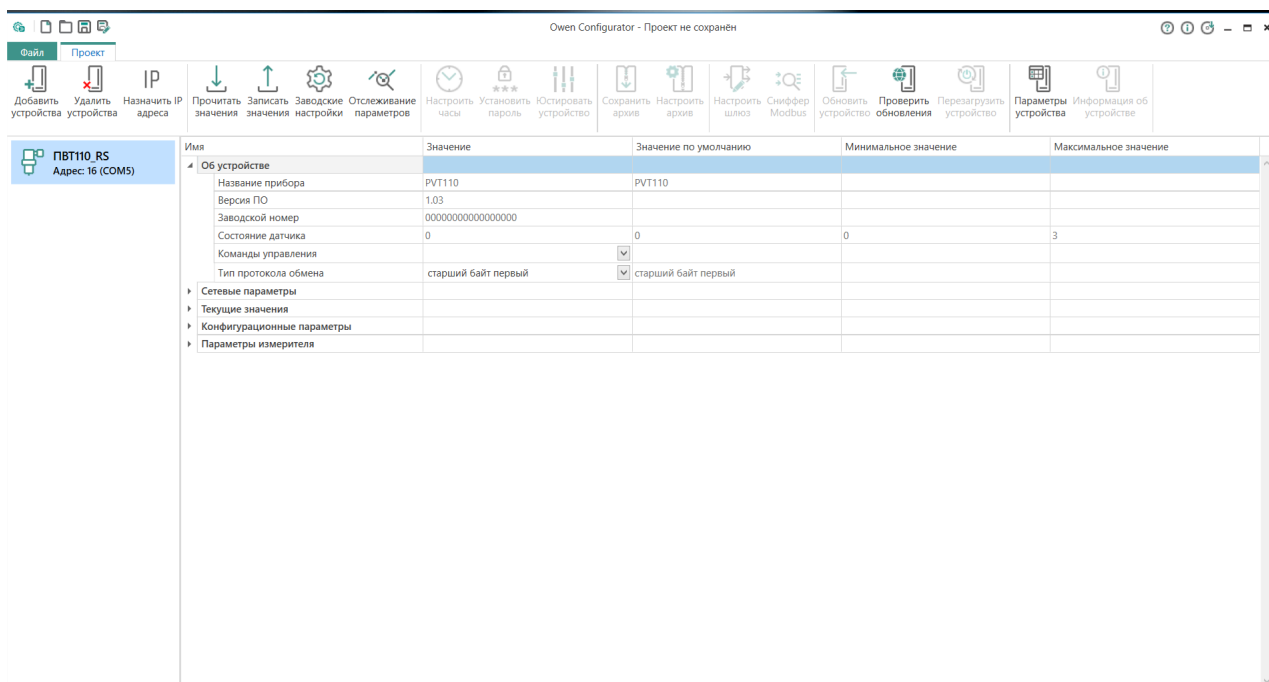 Owen Configurator - Проект не сохранён
Файл Проект
Добавить устройства
Удалить устройства
IP
Назначить IP адреса
Прочитать значения
Записать значения
Заводские настройки
Отслеживание параметров
Настроить часы
Установить пароль
Юстировать устройство
Сохранить архив
Настроить архив
Настроить шлюз
Сниффер Modbus
Обновить устройство
Проверить обновления
Перезагрузить устройство
Параметры устройства
Информация об устройстве
ПВТ110_RS
Адрес: 16 (COM5)
Имя Значение Значение по умолчанию Минимальное значение Максимальное значение
Об устройстве
Название прибора PVT110 PVT110
Версия ПО 1.03
Заводской номер 00000000000000000
Состояние датчика 0 0 0 3
Команды управления
Тип протокола обмена старший байт первый старший байт первый
Сетевые параметры
Текущие значения
Конфигурационные параметры
Параметры измерителя